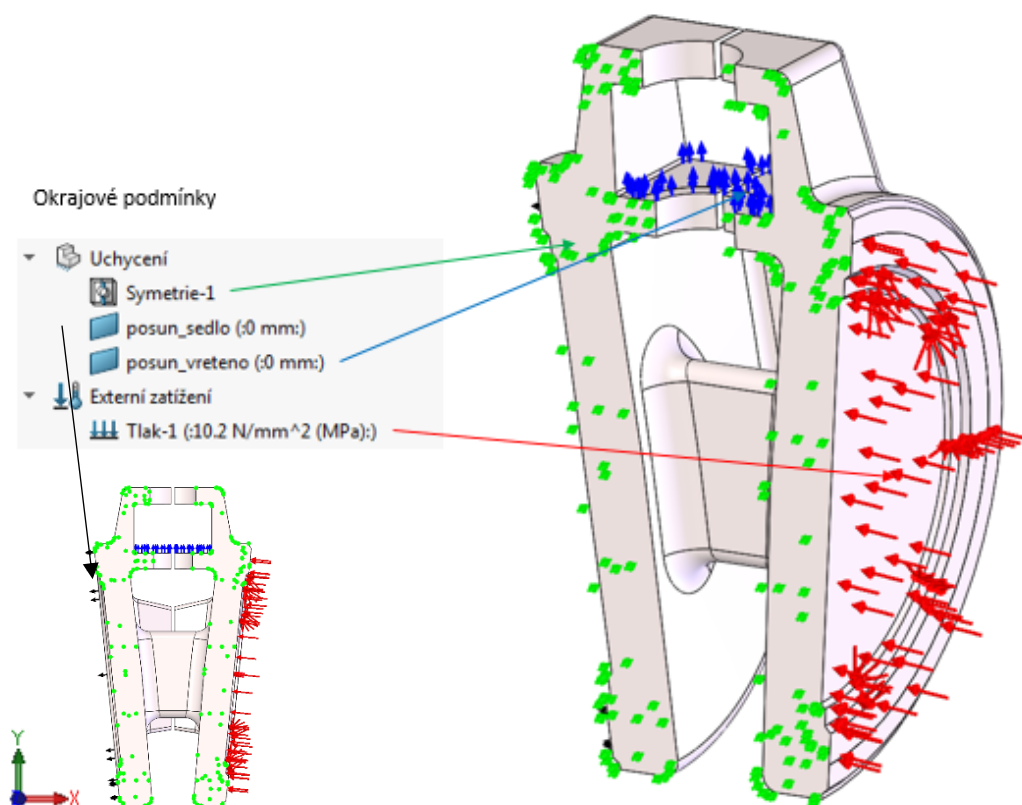 Okrajové podmínky
Uchycení
Symetrie-1
posun_sedlo (:0 mm:)
posun_vreteno (:0 mm:)
Externí zatížení
Tlak-1 (:10.2 N/mm^2 (MPa):)
Y
X